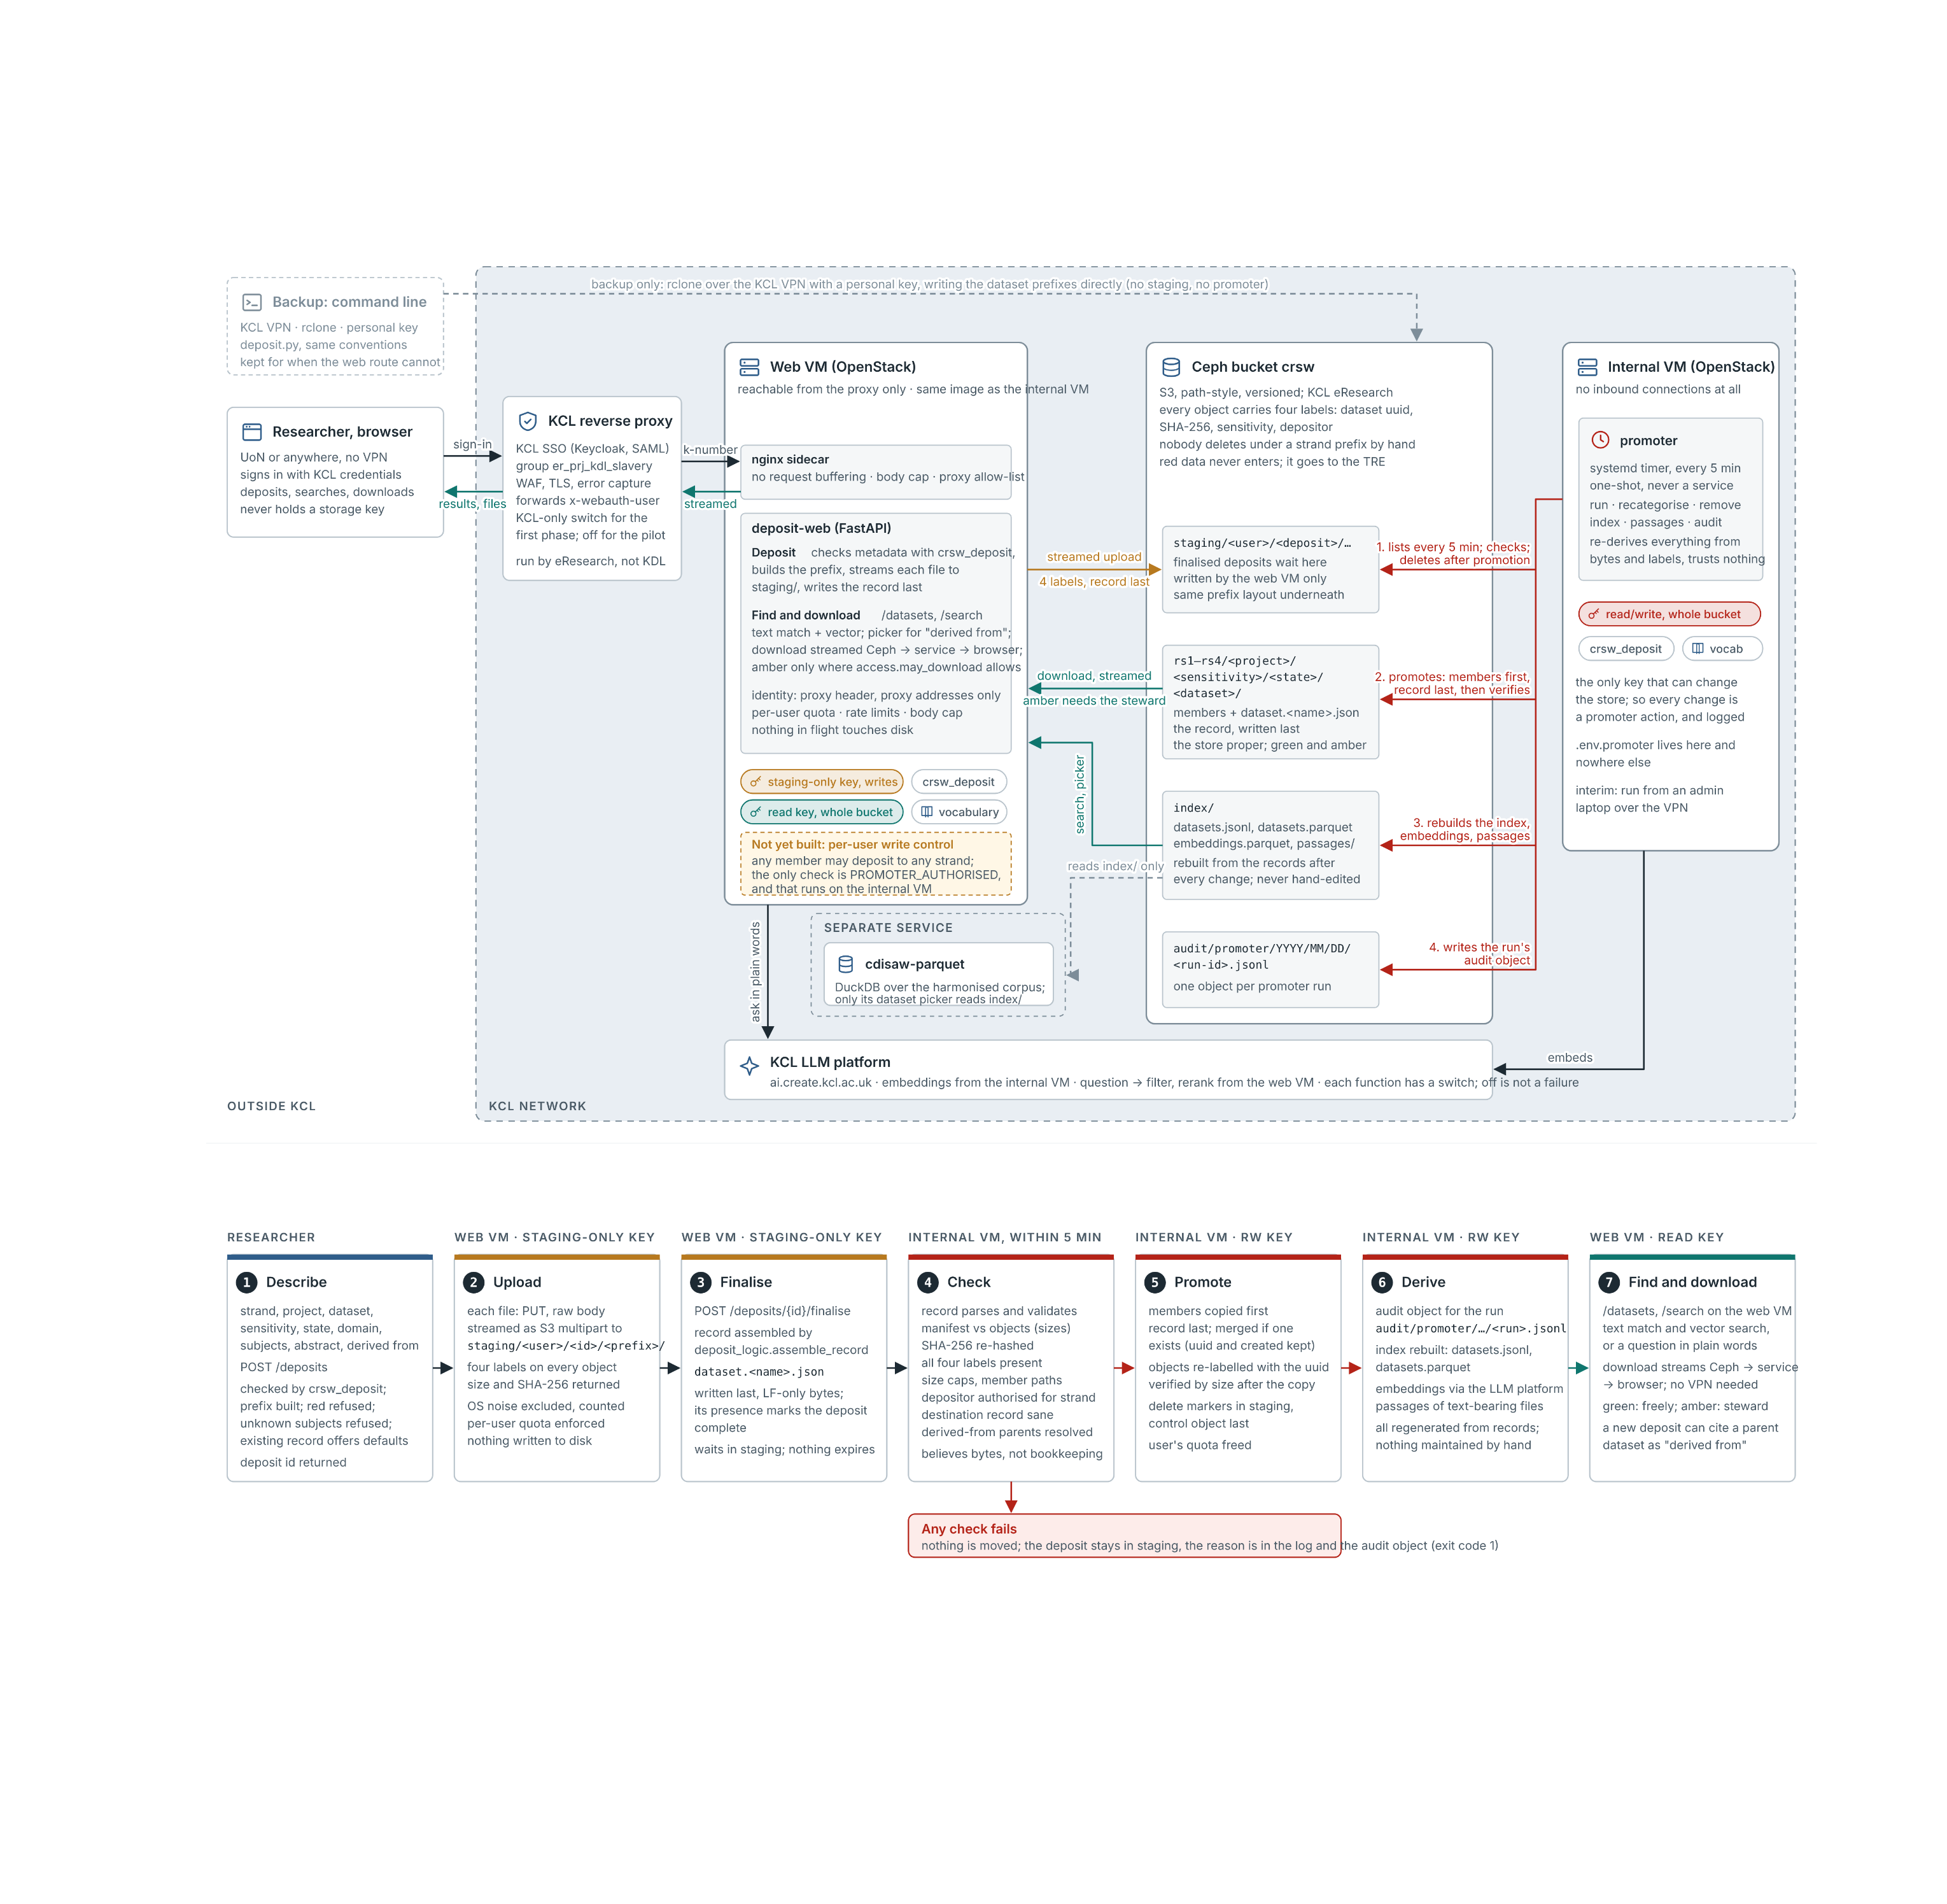 backup only: rclone over the KCL VPN with a personal key, writing the dataset prefixes directly (no staging, no promoter)
Backup: command line
KCL VPN · rclone · personal key
deposit.py, same conventions
kept for when the web route cannot
Researcher, browser
UoN or anywhere, no VPN
signs in with KCL credentials
deposits, searches, downloads
never holds a storage key
sign-in
results, files
KCL reverse proxy
KCL SSO (Keycloak, SAML)
group er_prj_kdl_slavery
WAF, TLS, error capture
forwards x-webauth-user
KCL-only switch for the
first phase; off for the pilot
run by eResearch, not KDL
k-number
streamed
Web VM (OpenStack)
reachable from the proxy only · same image as the internal VM
nginx sidecar
no request buffering · body cap · proxy allow-list
deposit-web (FastAPI)
Deposit checks metadata with crsw_deposit,
builds the prefix, streams each file to
staging/, writes the record last
Find and download /datasets, /search
text match + vector; picker for "derived from";
download streamed Ceph → service → browser;
amber only where access.may_download allows
identity: proxy header, proxy addresses only
per-user quota · rate limits · body cap
nothing in flight touches disk
staging-only key, writes
crsw_deposit
read key, whole bucket
vocabulary
Not yet built: per-user write control
any member may deposit to any strand;
the only check is PROMOTER_AUTHORISED,
and that runs on the internal VM
streamed upload
4 labels, record last
download, streamed
amber needs the steward
search, picker
reads index/ only
Ceph bucket crsw
S3, path-style, versioned; KCL eResearch
every object carries four labels: dataset uuid,
SHA-256, sensitivity, depositor
nobody deletes under a strand prefix by hand
red data never enters; it goes to the TRE
staging/<user>/<deposit>/…
finalised deposits wait here
written by the web VM only
same prefix layout underneath
rs1–rs4/<project>/
<sensitivity>/<state>/
<dataset>/
members + dataset.<name>.json
the record, written last
the store proper; green and amber
index/
datasets.jsonl, datasets.parquet
embeddings.parquet, passages/
rebuilt from the records after
every change; never hand-edited
audit/promoter/YYYY/MM/DD/
<run-id>.jsonl
one object per promoter run
1. lists every 5 min; checks;
deletes after promotion
2. promotes: members first,
record last, then verifies
3. rebuilds the index,
embeddings, passages
4. writes the run's
audit object
Internal VM (OpenStack)
no inbound connections at all
promoter
systemd timer, every 5 min
one-shot, never a service
run · recategorise · remove
index · passages · audit
re-derives everything from
bytes and labels, trusts nothing
read/write, whole bucket
crsw_deposit
vocab
the only key that can change
the store; so every change is
a promoter action, and logged
.env.promoter lives here and
nowhere else
interim: run from an admin
laptop over the VPN
ask in plain words
SEPARATE SERVICE
cdisaw-parquet
DuckDB over the harmonised corpus;
only its dataset picker reads index/
KCL LLM platform
ai.create.kcl.ac.uk · embeddings from the internal VM · question → filter, rerank from the web VM · each function has a switch; off is not a failure
embeds
OUTSIDE KCL
KCL NETWORK
RESEARCHER
1 Describe
strand, project, dataset,
sensitivity, state, domain,
subjects, abstract, derived from
POST /deposits
checked by crsw_deposit;
prefix built; red refused;
unknown subjects refused;
existing record offers defaults
deposit id returned
WEB VM · STAGING-ONLY KEY
2 Upload
each file: PUT, raw body
streamed as S3 multipart to
staging/<user>/<id>/<prefix>/
four labels on every object
size and SHA-256 returned
OS noise excluded, counted
per-user quota enforced
nothing written to disk
WEB VM · STAGING-ONLY KEY
3 Finalise
POST /deposits/{id}/finalise
record assembled by
deposit_logic.assemble_record
dataset.<name>.json
written last, LF-only bytes;
its presence marks the deposit
complete
waits in staging; nothing expires
INTERNAL VM, WITHIN 5 MIN
4 Check
record parses and validates
manifest vs objects (sizes)
SHA-256 re-hashed
all four labels present
size caps, member paths
depositor authorised for strand
destination record sane
derived-from parents resolved
believes bytes, not bookkeeping
INTERNAL VM · RW KEY
5 Promote
members copied first
record last; merged if one
exists (uuid and created kept)
objects re-labelled with the uuid
verified by size after the copy
delete markers in staging,
control object last
user's quota freed
INTERNAL VM · RW KEY
6 Derive
audit object for the run
audit/promoter/…/<run>.jsonl
index rebuilt: datasets.jsonl,
datasets.parquet
embeddings via the LLM platform
passages of text-bearing files
all regenerated from records;
nothing maintained by hand
WEB VM · READ KEY
7 Find and download
/datasets, /search on the web VM
text match and vector search,
or a question in plain words
download streams Ceph → service
→ browser; no VPN needed
green: freely; amber: steward
a new deposit can cite a parent
dataset as "derived from"
Any check fails
nothing is moved; the deposit stays in staging, the reason is in the log and the audit object (exit code 1)